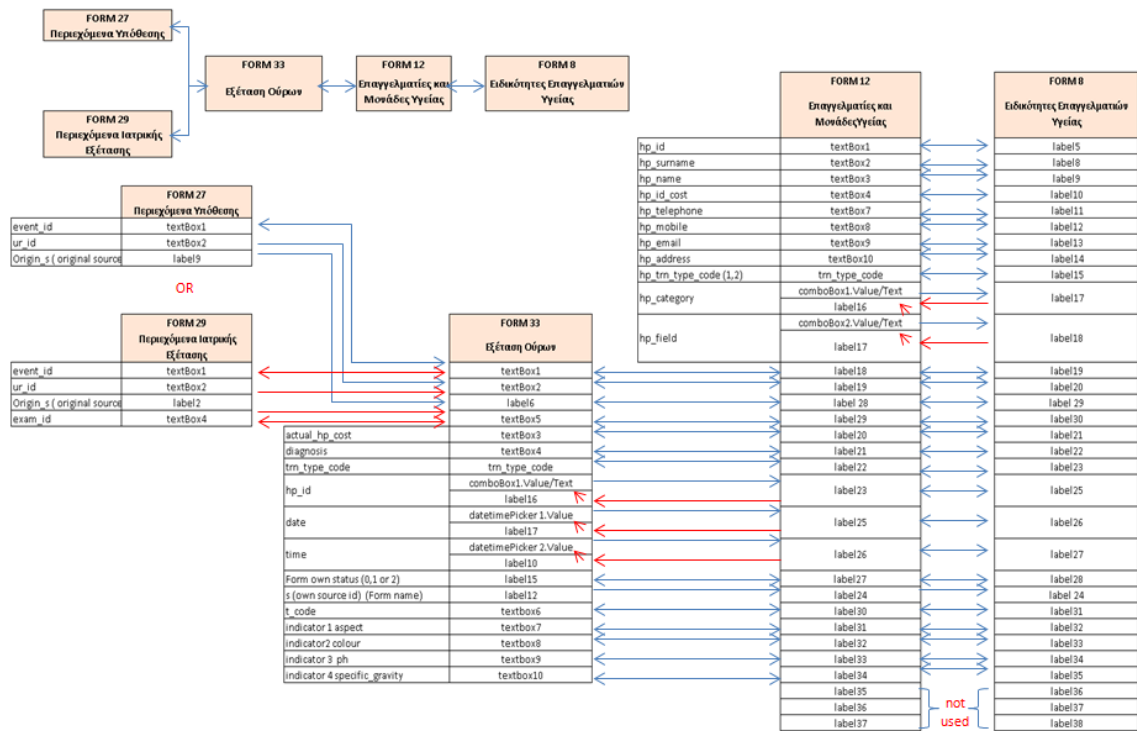 FORM 27
Περιεχόμενα Υπόθεσης
FORM 33
Εξέταση Ούρων
FORM 12
Επαγγελματίες και
Μονάδες Υγείας
FORM 8
Ειδικότητες Επαγγελματιών
Υγείας
FORM 29
Περιεχόμενα Ιατρικής
Εξέτασης
FORM 12
Επαγγελματίες και
ΜονάδεςΥγείας
FORM 8
Ειδικότητες Επαγγελματιών
Υγείας
hp_id textBox1 label5
hp_surname textBox2 label8
hp_name textBox3 label9
hp_id_cost textBox4 label10
hp_telephone textBox7 label11
hp_mobile textBox8 label12
hp_email textBox9 label13
hp_address textBox10 label14
hp_trn_type_code (1,2) trn_type_code label15
hp_category comboBox1.Value/Text label17
label16
hp_field comboBox2.Value/Text label18
label17
FORM 27
Περιεχόμενα Υπόθεσης
event_id textBox1
ur_id textBox2
Origin_s ( original source label9
OR
FORM 29
Περιεχόμενα Ιατρικής
Εξέτασης
FORM 33
Εξέταση Ούρων
event_id textBox1 textBox1 label18 label19
ur_id textBox2 textBox2 label19 label20
Origin_s ( original source label2 label6 label 28 label 29
exam_id textBox4 textBox5 label29 label30
actual_hp_cost textBox3 label20 label21
diagnosis textBox4 label21 label22
trn_type_code trn_type_code label22 label23
hp_id comboBox1.Value/Text label23 label25
label16
date datetimePicker 1.Value label25 label26
label17
time datetimePicker 2.Value label26 label27
label10
Form own status (0,1 or 2) label15 label27 label28
s (own source id) (Form name) label12 label24 label 24
t_code textbox6 label30 label31
indicator 1 aspect textbox7 label31 label32
indicator2 colour textbox8 label32 label33
indicator 3 ph textbox9 label33 label34
indicator 4 specific_gravity textbox10 label34 label35
label35 label36
label36 not label37
label37 used label38